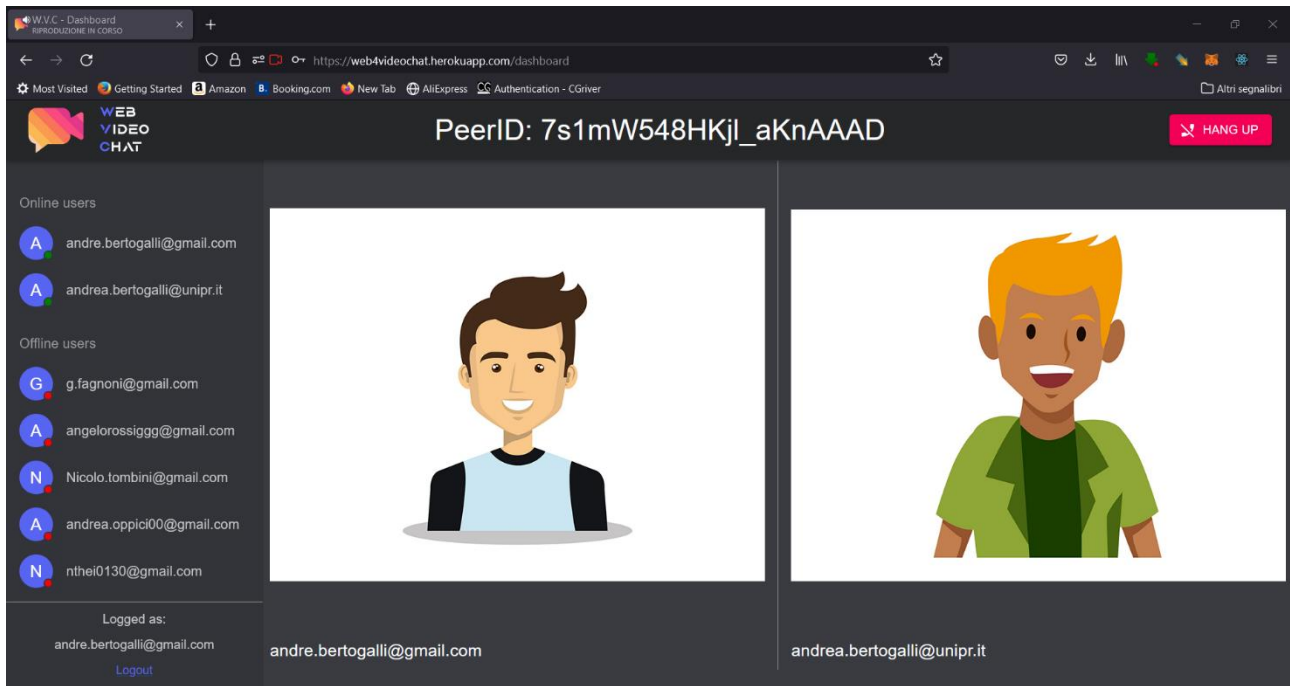 W.V.C - Dashboard
RIPRODUZIONE IN CORSO
https://web4videochat.herokuapp.com/dashboard
Most Visited Getting Started Amazon Booking.com New Tab AliExpress Authentication - CGriver Altri segnalibri
WEB
VIDEO
CHAT
PeerID: 7s1mW548HKjl_aKnAAAD
HANG UP
Online users
A andre.bertogalli@gmail.com
A andrea.bertogalli@unipr.it
Offline users
G g.fagnoni@gmail.com
A angelorossiggg@gmail.com
N Nicolo.tombini@gmail.com
A andrea.oppici00@gmail.com
N nthei0130@gmail.com
Logged as:
andre.bertogalli@gmail.com
Logout
andre.bertogalli@gmail.com
andrea.bertogalli@unipr.it